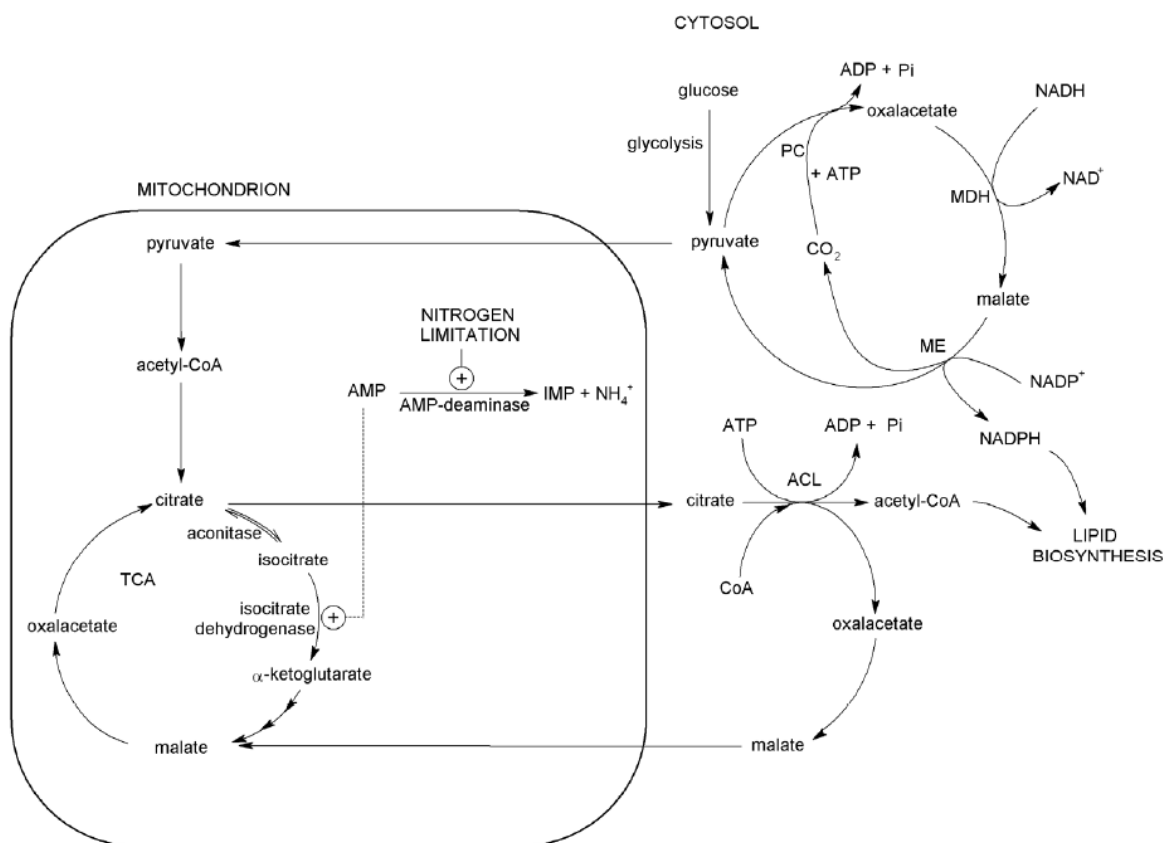 CYTOSOL
ADP + Pi
glucose
oxalacetate
NADH
glycolysis
PC
+ ATP
MDH
NAD+
MITOCHONDRION
pyruvate
pyruvate
CO2
malate
NITROGEN
LIMITATION
+
ME
acetyl-CoA
AMP
IMP + NH4+
AMP-deaminase
NADP+
ATP
ADP + Pi
NADPH
ACL
citrate
citrate
acetyl-CoA
aconitase
isocitrate
LIPID
BIOSYNTHESIS
TCA
CoA
isocitrate
dehydrogenase
+
oxalacetate
oxalacetate
α-ketoglutarate
malate
malate